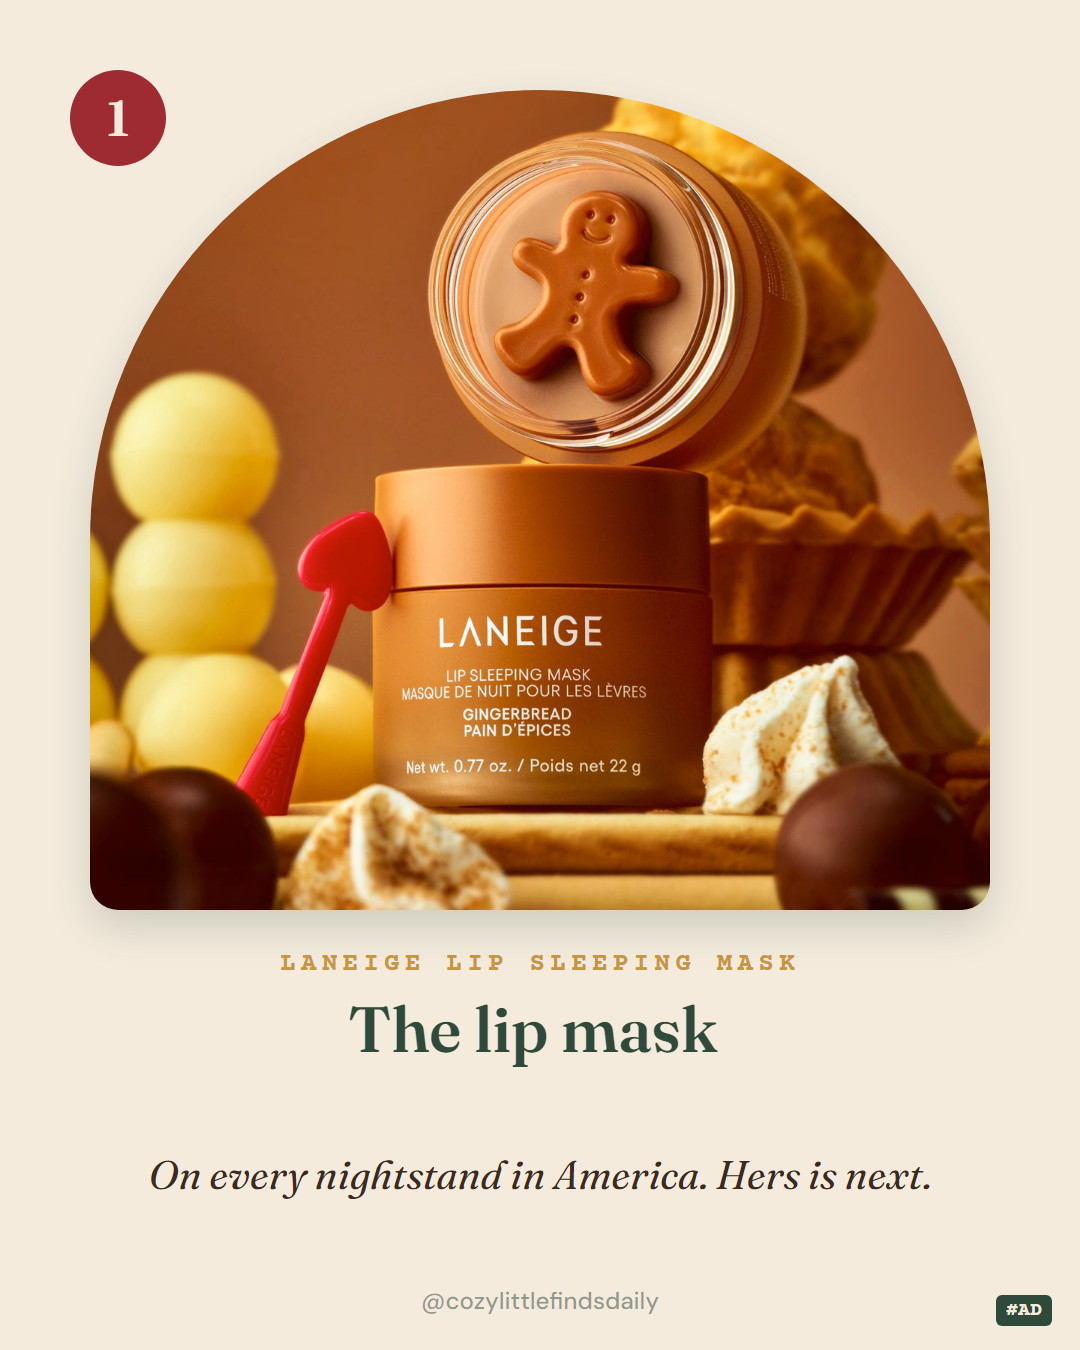 1
LANEIGE
LIP SLEEPING MASK
MASQUE DE NUIT POUR LES LÈVRES
GINGERBREAD
PAIN D'ÉPICES
Net wt. 0.77 oz. / Poids net 22 g
LANEIGE
LANEIGE LIP SLEEPING MASK
The lip mask
On every nightstand in America. Hers is next.
@cozylittlefindsdaily
#AD